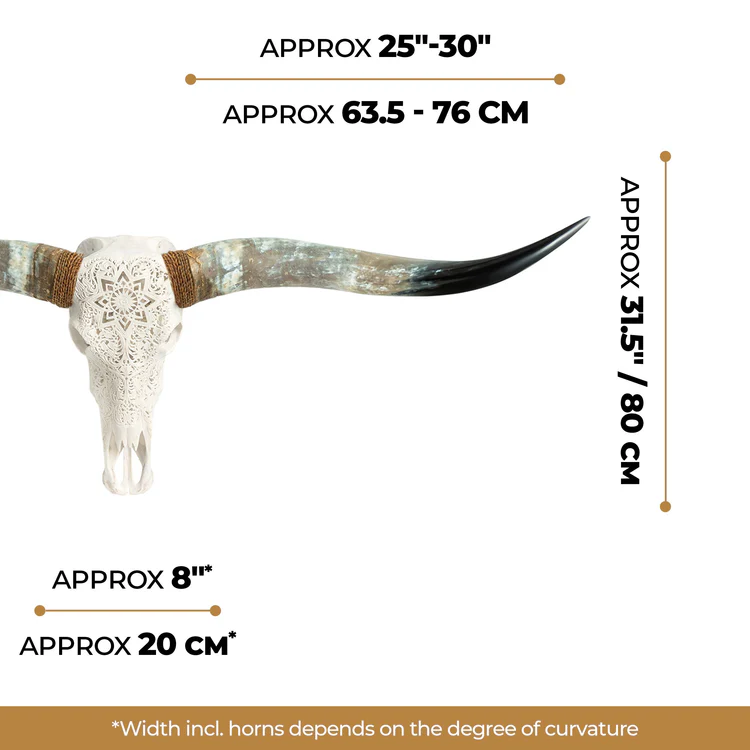 APPROX 25"-30"
APPROX 63.5 - 76 CM
APPROX 31.5" / 80 CM
APPROX 8"*
APPROX 20 CM*
*Width incl. horns depends on the degree of curvature